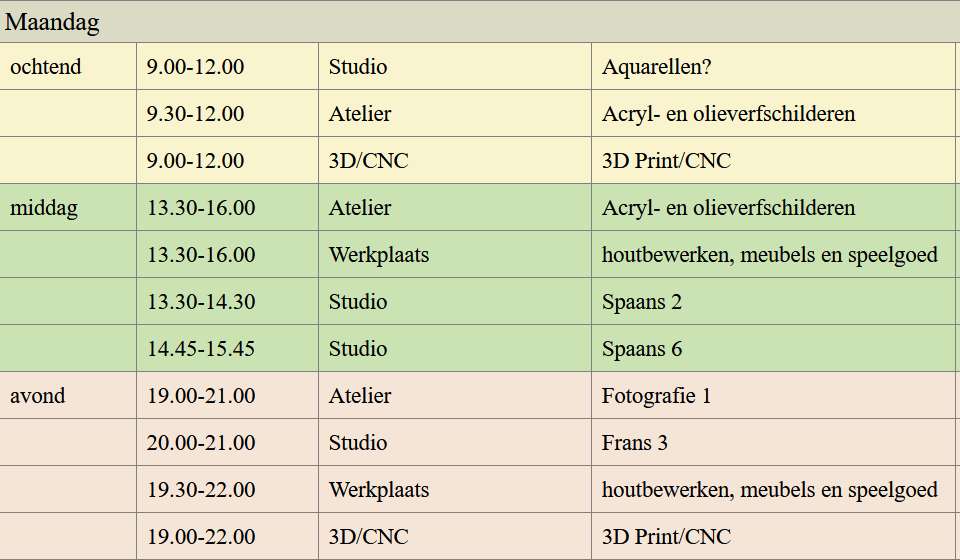 Maandag
ochtend 9.00-12.00 Studio Aquarellen?
9.30-12.00 Atelier Acryl- en olieverfschilderen
9.00-12.00 3D/CNC 3D Print/CNC
middag 13.30-16.00 Atelier Acryl- en olieverfschilderen
13.30-16.00 Werkplaats houtbewerken, meubels en speelgoed
13.30-14.30 Studio Spaans 2
14.45-15.45 Studio Spaans 6
avond 19.00-21.00 Atelier Fotografie 1
20.00-21.00 Studio Frans 3
19.30-22.00 Werkplaats houtbewerken, meubels en speelgoed
19.00-22.00 3D/CNC 3D Print/CNC